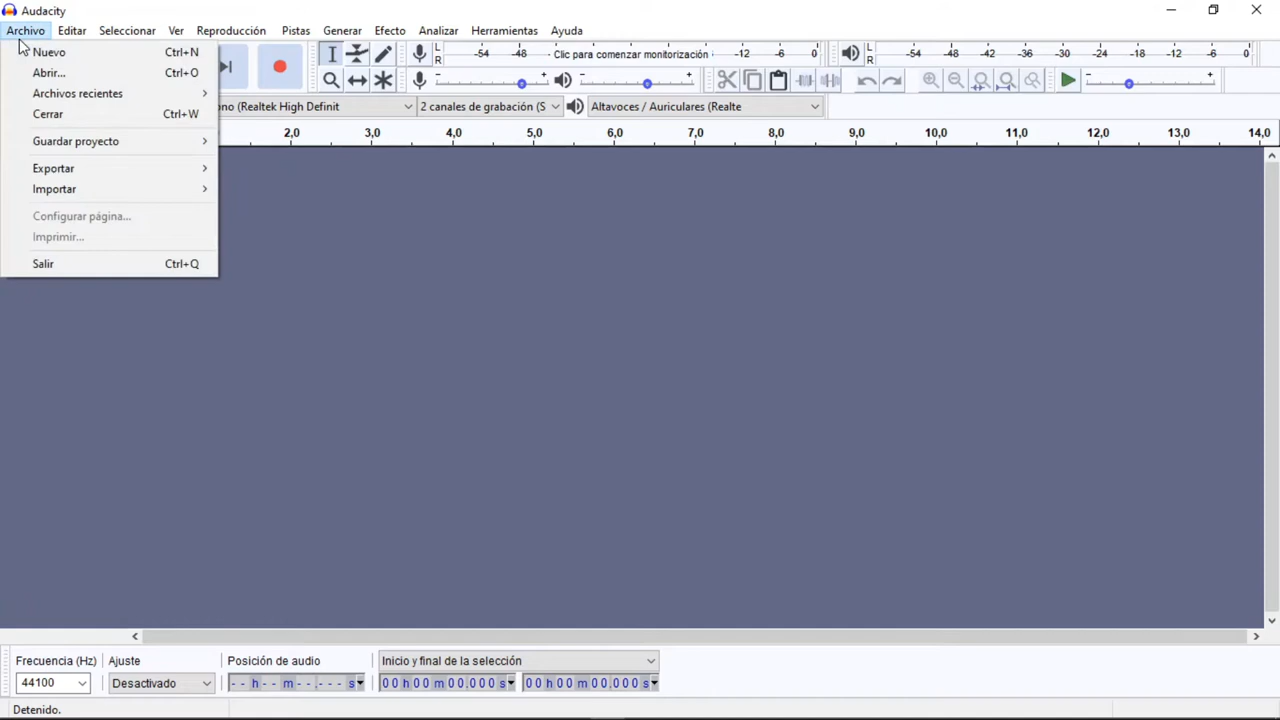 Audacity
Archivo Editar Seleccionar Ver Reproducción Pistas Generar Efecto Analizar Herramientas Ayuda
Nuevo Ctrl+N
Abrir... Ctrl+O
Archivos recientes
Cerrar Ctrl+W
Guardar proyecto
Exportar
Importar
Configurar página...
Imprimir...
Salir Ctrl+Q
L R -54 -48 Clic para comenzar monitorización -12 -6 0
L R -54 -48 -42 -36 -30 -24 -18 -12 -6 0
- + - + - +
ono (Realtek High Definit 2 canales de grabación (S Altavoces / Auriculares (Realte
2,0 3,0 4,0 5,0 6,0 7,0 8,0 9,0 10,0 11,0 12,0 13,0 14,0
Frecuencia (Hz) Ajuste Posición de audio Inicio y final de la selección
44100 Desactivado - - h - - m - - . - - - s 00 h 00 m 00.000 s 00 h 00 m 00.000 s
Detenido.